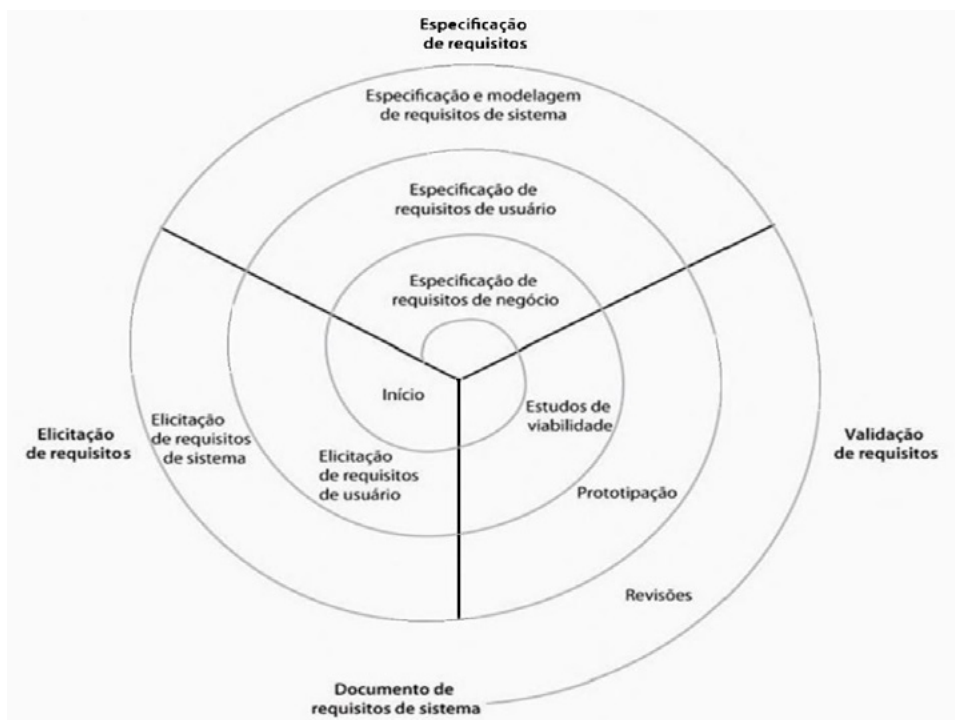 Especificação
de requisitos
Especificação e modelagem
de requisitos de sistema
Especificação de
requisitos de usuário
Especificação de
requisitos de negócio
Início
Estudos de
viabilidade
Elicitação
de requisitos
Elicitação
de requisitos
de sistema
Elicitação
de requisitos
de usuário
Validação
de requisitos
Prototipação
Revisões
Documento de
requisitos de sistema